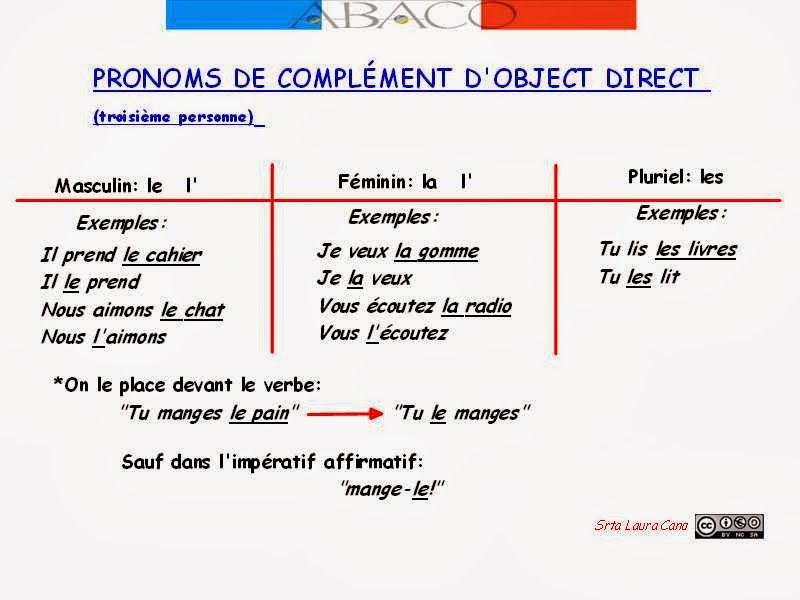 ABACO
PRONOMS DE COMPLÉMENT D'OBJECT DIRECT
(troisième personne)
Masculin: le l'
Exemples:
Il prend le cahier
Il le prend
Nous aimons le chat
Nous l'aimons
Féminin: la l'
Exemples:
Je veux la gomme
Je la veux
Vous écoutez la radio
Vous l'écoutez
Pluriel: les
Exemples:
Tu lis les livres
Tu les lit
*On le place devant le verbe:
"Tu manges le pain" "Tu le manges"
Sauf dans l'impératif affirmatif:
"mange-le!"
Srta Laura Cano
cc
BY NC SA